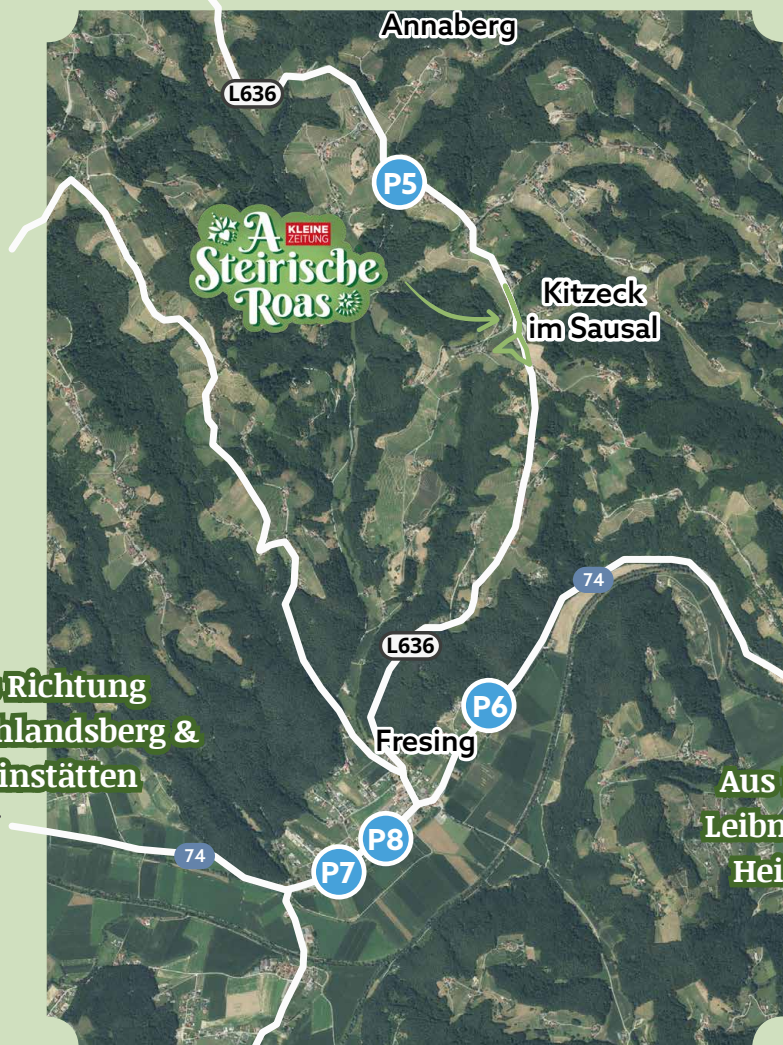 Annaberg
L636
P5
A
KLEINE
ZEITUNG
Steirische
Roas
Kitzeck
im Sausal
74
L636
P6
Richtung
Fresing
hlandsberg &
instätten
Aus
Leibn
Hei
P8
74
P7